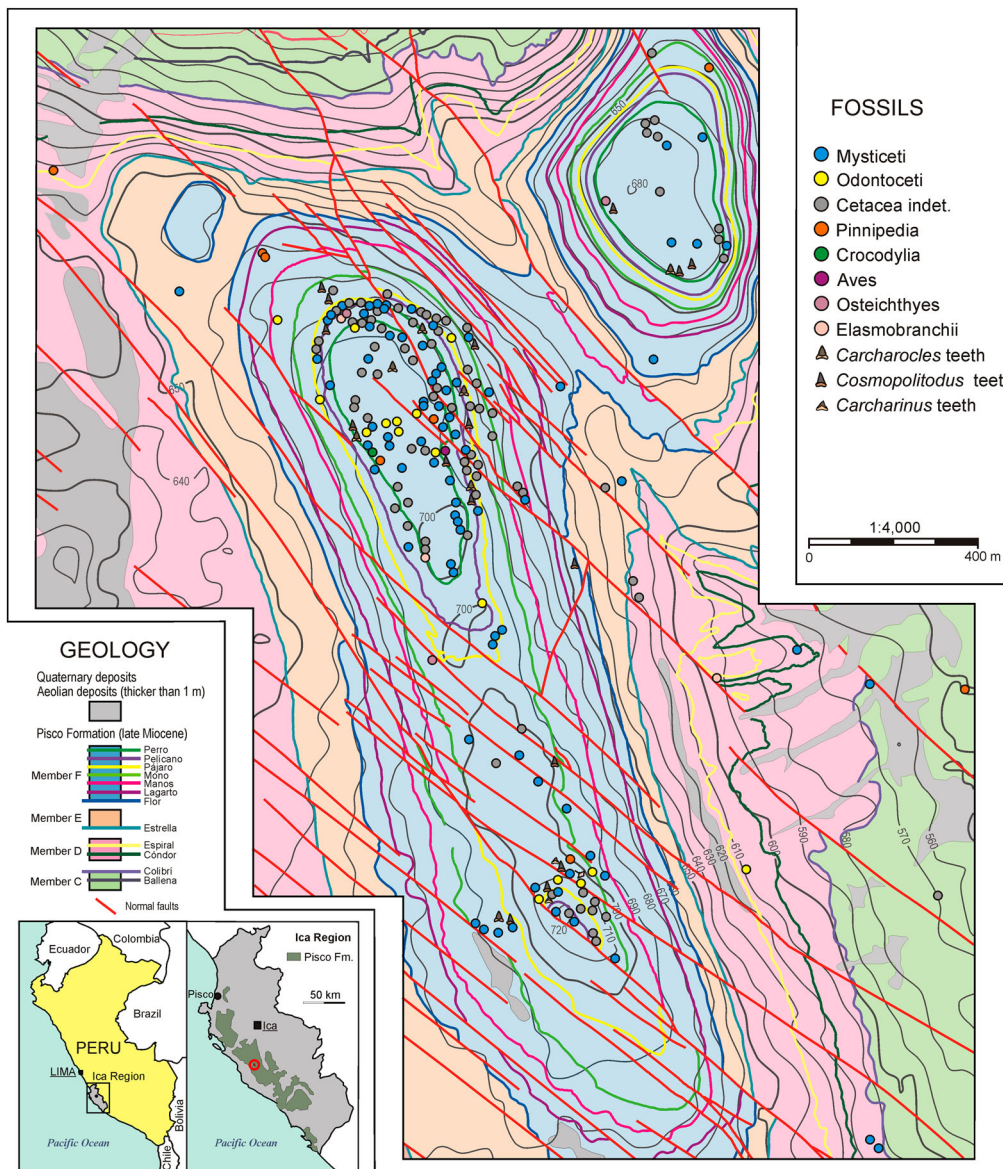 FOSSILS
Mysticeti
Odontoceti
Cetacea indet.
Pinnipedia
Crocodylia
Aves
Osteichthyes
Elasmobranchii
Carcharocles teeth
Cosmopolitodus teet
Carcharinus teeth
1:4,000
0 400 m
650
680
650
640
700
700
640
630
620
610
600
590
580
570
560
650
670
680
690
700
710
720
GEOLOGY
Quaternary deposits
Aeolian deposits (thicker than 1 m)
Pisco Formation (late Miocene)
Member F
Perro
Pelícano
Pájaro
Mono
Manos
Lagarto
Flor
Member E
Estrella
Member D
Espiral
Cóndor
Member C
Colibrí
Ballena
Normal faults
Ecuador
Colombia
Brazil
PERU
LIMA
Ica Region
Bolivia
Chile
Pacific Ocean
Ica Region
Pisco Fm.
50 km
Pisco
Ica
Pacific Ocean